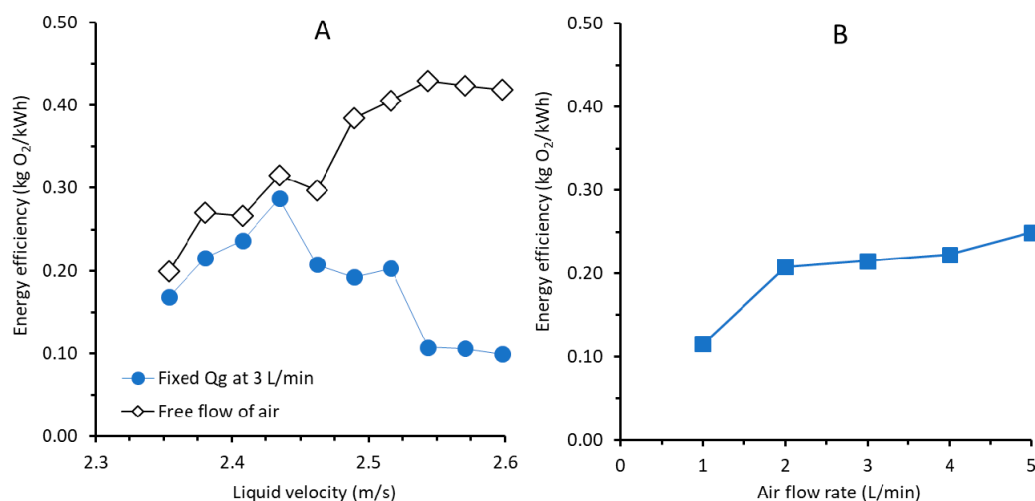 A
Energy efficiency (kg O2/kWh)
0.50
0.40
0.30
0.20
0.10
0.00
Fixed Qg at 3 L/min
Free flow of air
2.3 2.4 2.5 2.6
Liquid velocity (m/s)
B
Energy efficiency (kg O2/kWh)
0.50
0.40
0.30
0.20
0.10
0.00
0 1 2 3 4 5
Air flow rate (L/min)